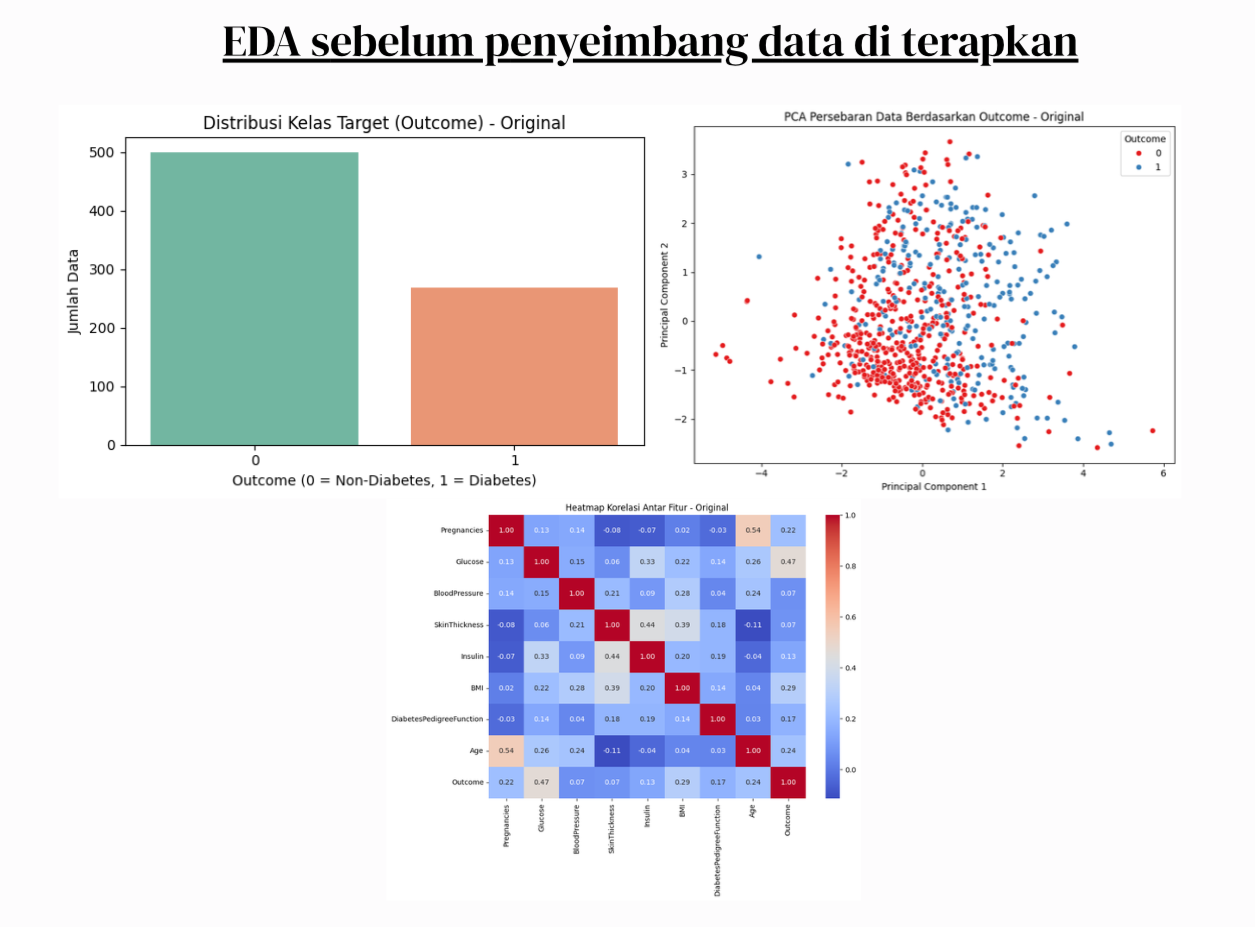 EDA sebelum penyeimbang data di terapkan
Distribusi Kelas Target (Outcome) - Original
500
400
300
200
100
0
Jumlah Data
0 1
Outcome (0 = Non-Diabetes, 1 = Diabetes)
PCA Persebaran Data Berdasarkan Outcome - Original
Outcome
0
1
3
2
1
0
−1
−2
Principal Component 2
−4 −2 0 2 4 6
Principal Component 1
Heatmap Korelasi Antar Fitur - Original
Pregnancies 1.00 0.13 0.14 -0.08 -0.07 0.02 -0.03 0.54 0.22
Glucose 0.13 1.00 0.15 0.06 0.33 0.22 0.14 0.26 0.47
BloodPressure 0.14 0.15 1.00 0.21 0.09 0.28 0.04 0.24 0.07
SkinThickness -0.08 0.06 0.21 1.00 0.44 0.39 0.18 -0.11 0.07
Insulin -0.07 0.33 0.09 0.44 1.00 0.20 0.19 -0.04 0.13
BMI 0.02 0.22 0.28 0.39 0.20 1.00 0.14 0.04 0.29
DiabetesPedigreeFunction -0.03 0.14 0.04 0.18 0.19 0.14 1.00 0.03 0.17
Age 0.54 0.26 0.24 -0.11 -0.04 0.04 0.03 1.00 0.24
Outcome 0.22 0.47 0.07 0.07 0.13 0.29 0.17 0.24 1.00
Pregnancies
Glucose
BloodPressure
SkinThickness
Insulin
BMI
DiabetesPedigreeFunction
Age
Outcome
1.0
0.8
0.6
0.4
0.2
0.0